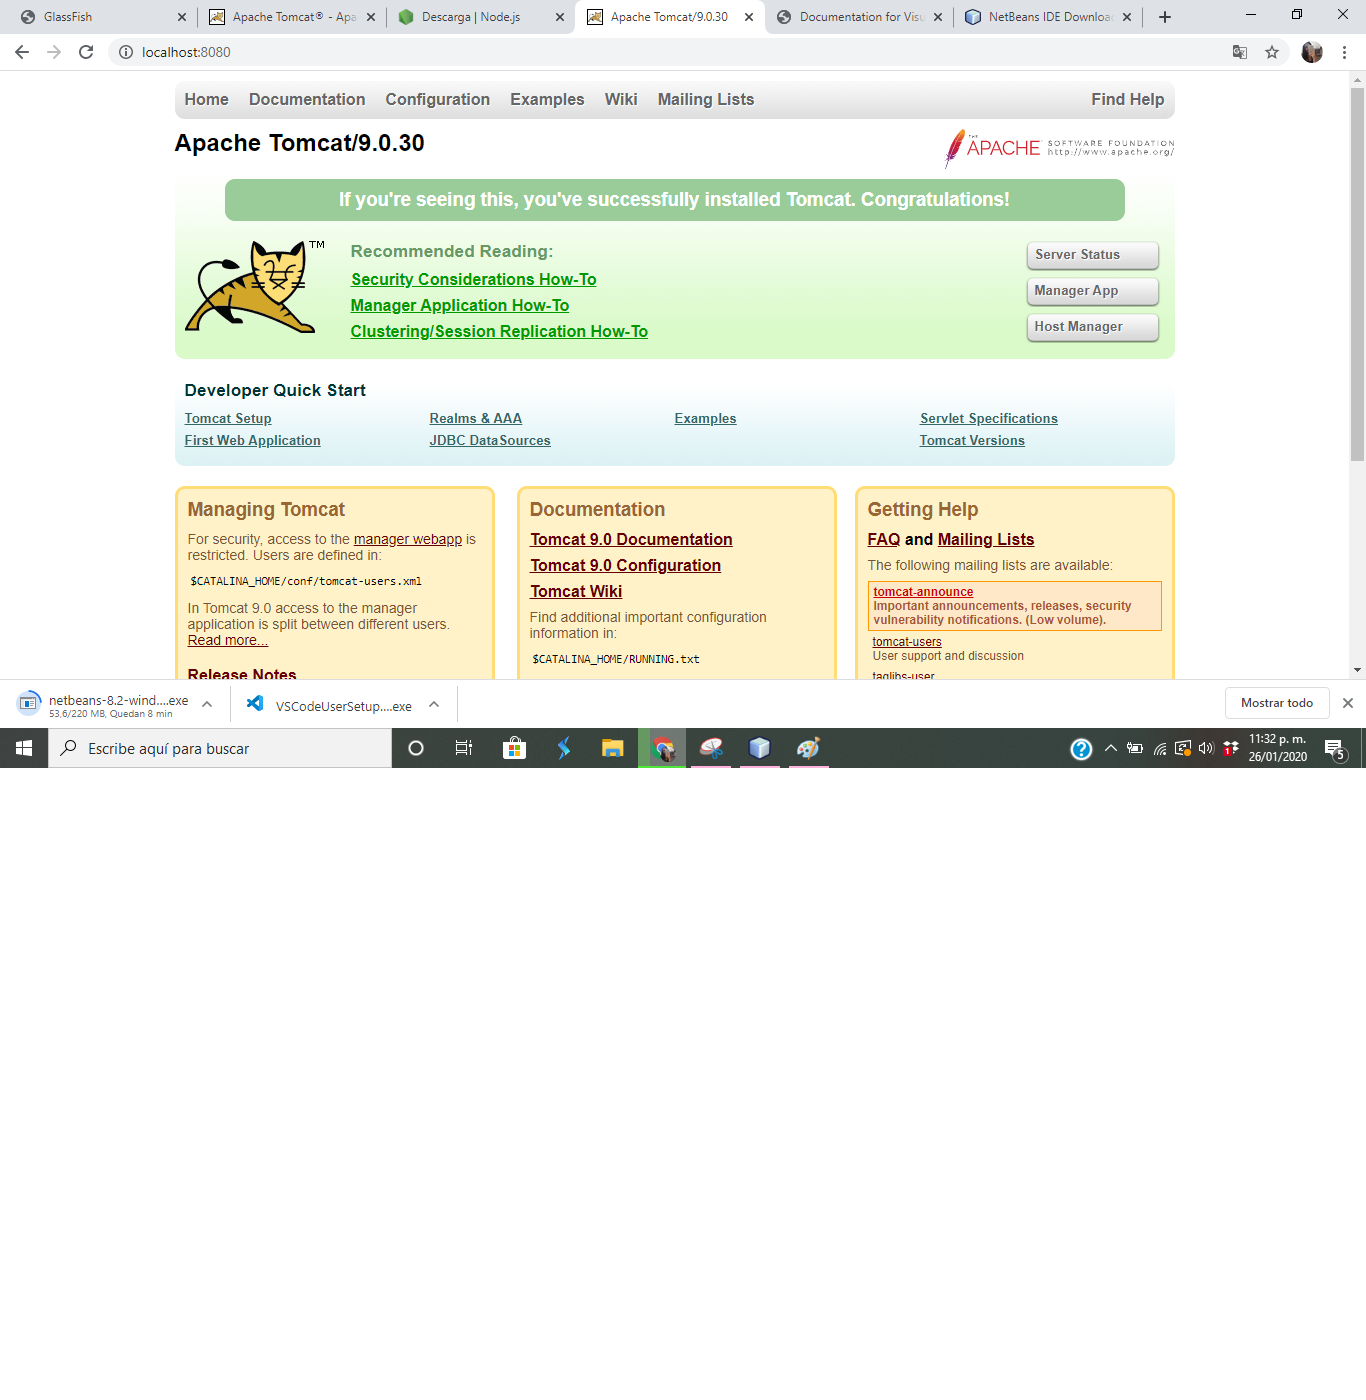 GlassFish
Apache Tomcat® - Apa
Descarga | Node.js
Apache Tomcat/9.0.30
Documentation for Visu
NetBeans IDE Downloa
localhost:8080
Home Documentation Configuration Examples Wiki Mailing Lists Find Help
Apache Tomcat/9.0.30
THE APACHE SOFTWARE FOUNDATION
http://www.apache.org/
If you're seeing this, you've successfully installed Tomcat. Congratulations!
TM
Recommended Reading:
Security Considerations How-To
Manager Application How-To
Clustering/Session Replication How-To
Server Status
Manager App
Host Manager
Developer Quick Start
Tomcat Setup
First Web Application
Realms & AAA
JDBC DataSources
Examples
Servlet Specifications
Tomcat Versions
Managing Tomcat
For security, access to the manager webapp is
restricted. Users are defined in:
$CATALINA_HOME/conf/tomcat-users.xml
In Tomcat 9.0 access to the manager
application is split between different users.
Read more...
Release Notes
Documentation
Tomcat 9.0 Documentation
Tomcat 9.0 Configuration
Tomcat Wiki
Find additional important configuration
information in:
$CATALINA_HOME/RUNNING.txt
Getting Help
FAQ and Mailing Lists
The following mailing lists are available:
tomcat-announce
Important announcements, releases, security
vulnerability notifications. (Low volume).
tomcat-users
User support and discussion
taglibs-user
netbeans-8.2-wind....exe
53,6/220 MB, Quedan 8 min
VSCodeUserSetup....exe
Mostrar todo
Escribe aquí para buscar
1
11:32 p. m.
26/01/2020
5